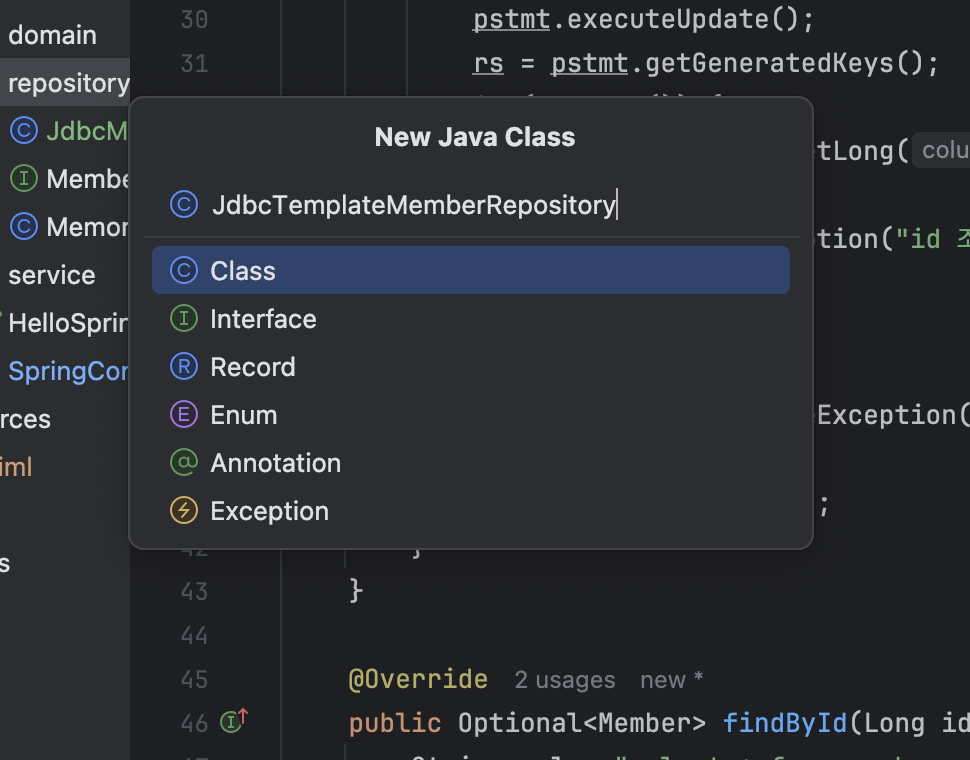 domain
repository
JdbcM
Membe
Memor
service
HelloSprin
SpringCon
rces
iml
s
30 pstmt.executeUpdate();
31 rs = pstmt.getGeneratedKeys();
tLong( colu
tion("id 조
Exception(
;
New Java Class
JdbcTemplateMemberRepository
Class
Interface
Record
Enum
Annotation
Exception
42 }
43 }
44
45 @Override 2 usages new *
46 public Optional<Member> findById(Long id